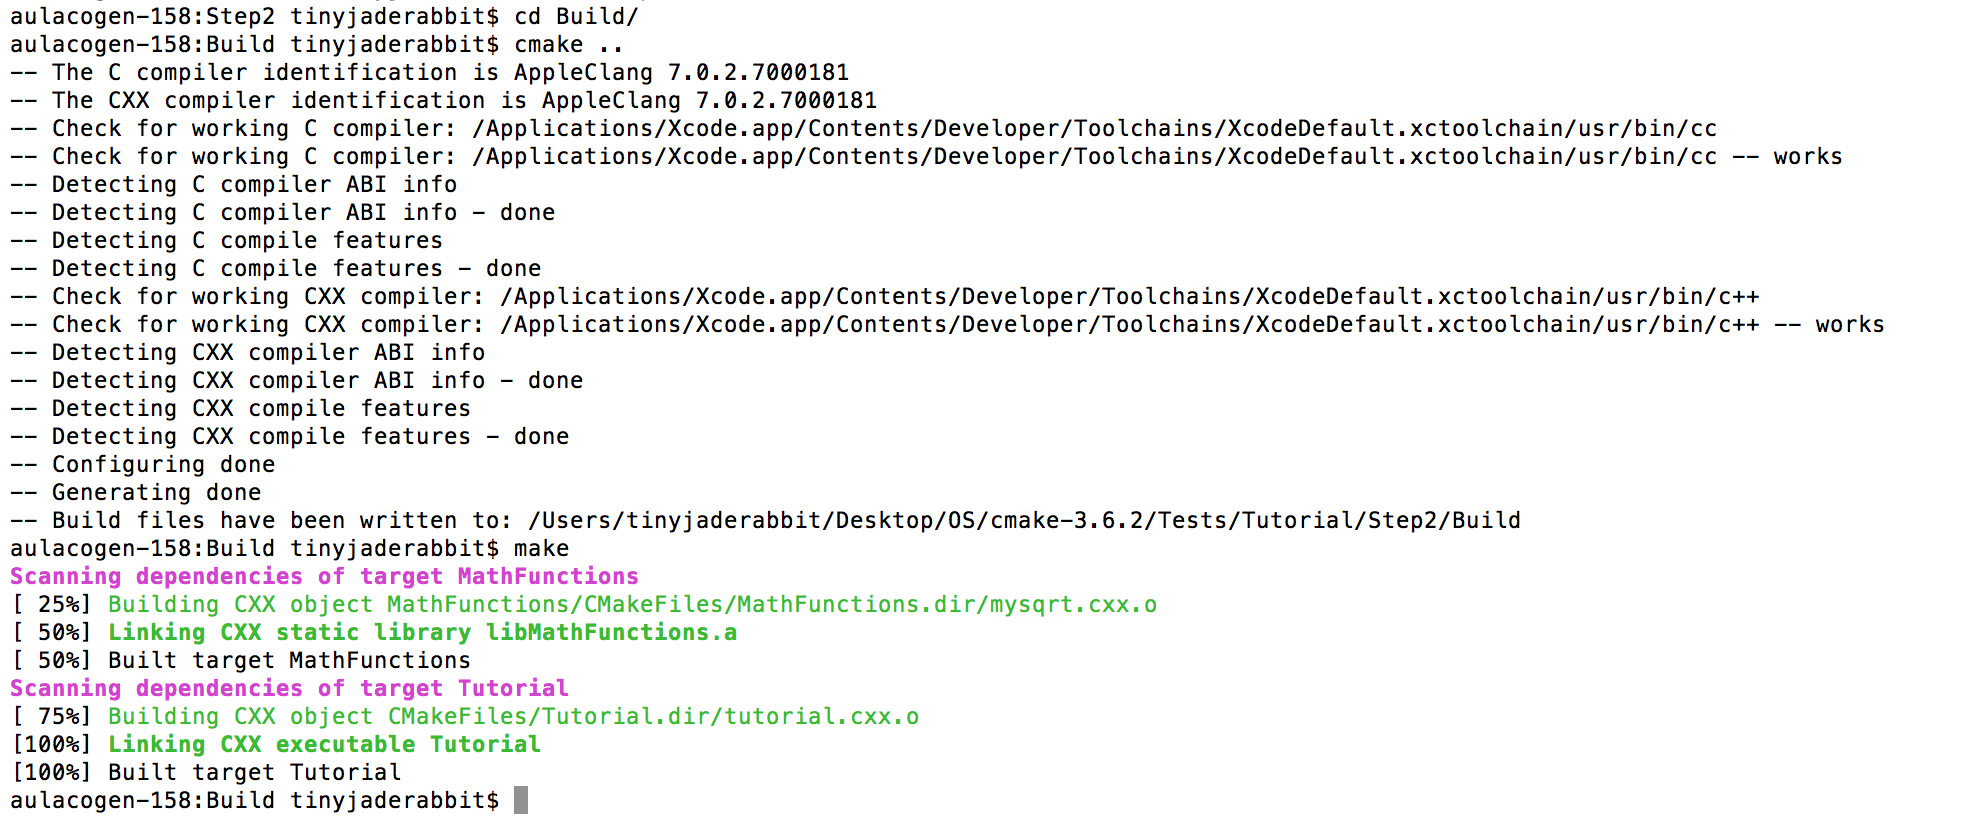 aulacogen-158:Step2 tinyjaderabbit$ cd Build/
aulacogen-158:Build tinyjaderabbit$ cmake ..
-- The C compiler identification is AppleClang 7.0.2.7000181
-- The CXX compiler identification is AppleClang 7.0.2.7000181
-- Check for working C compiler: /Applications/Xcode.app/Contents/Developer/Toolchains/XcodeDefault.xctoolchain/usr/bin/cc
-- Check for working C compiler: /Applications/Xcode.app/Contents/Developer/Toolchains/XcodeDefault.xctoolchain/usr/bin/cc -- works
-- Detecting C compiler ABI info
-- Detecting C compiler ABI info - done
-- Detecting C compile features
-- Detecting C compile features - done
-- Check for working CXX compiler: /Applications/Xcode.app/Contents/Developer/Toolchains/XcodeDefault.xctoolchain/usr/bin/c++
-- Check for working CXX compiler: /Applications/Xcode.app/Contents/Developer/Toolchains/XcodeDefault.xctoolchain/usr/bin/c++ -- works
-- Detecting CXX compiler ABI info
-- Detecting CXX compiler ABI info - done
-- Detecting CXX compile features
-- Detecting CXX compile features - done
-- Configuring done
-- Generating done
-- Build files have been written to: /Users/tinyjaderabbit/Desktop/OS/cmake-3.6.2/Tests/Tutorial/Step2/Build
aulacogen-158:Build tinyjaderabbit$ make
Scanning dependencies of target MathFunctions
[ 25%] Building CXX object MathFunctions/CMakeFiles/MathFunctions.dir/mysqrt.cxx.o
[ 50%] Linking CXX static library libMathFunctions.a
[ 50%] Built target MathFunctions
Scanning dependencies of target Tutorial
[ 75%] Building CXX object CMakeFiles/Tutorial.dir/tutorial.cxx.o
[100%] Linking CXX executable Tutorial
[100%] Built target Tutorial
aulacogen-158:Build tinyjaderabbit$